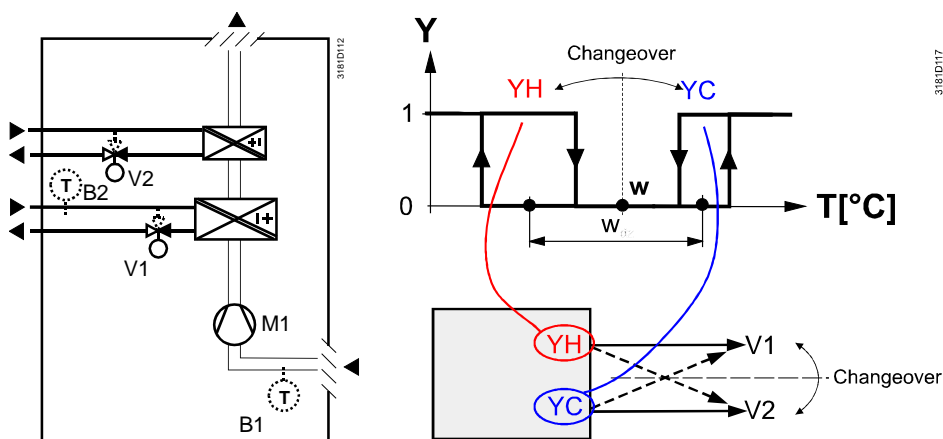 3181D112
V2
T
B2
V1
M1
T
B1
Y
Changeover
3181D117
YH
YC
1
w
0
T[°C]
w
YH
V1
Changeover
YC
V2